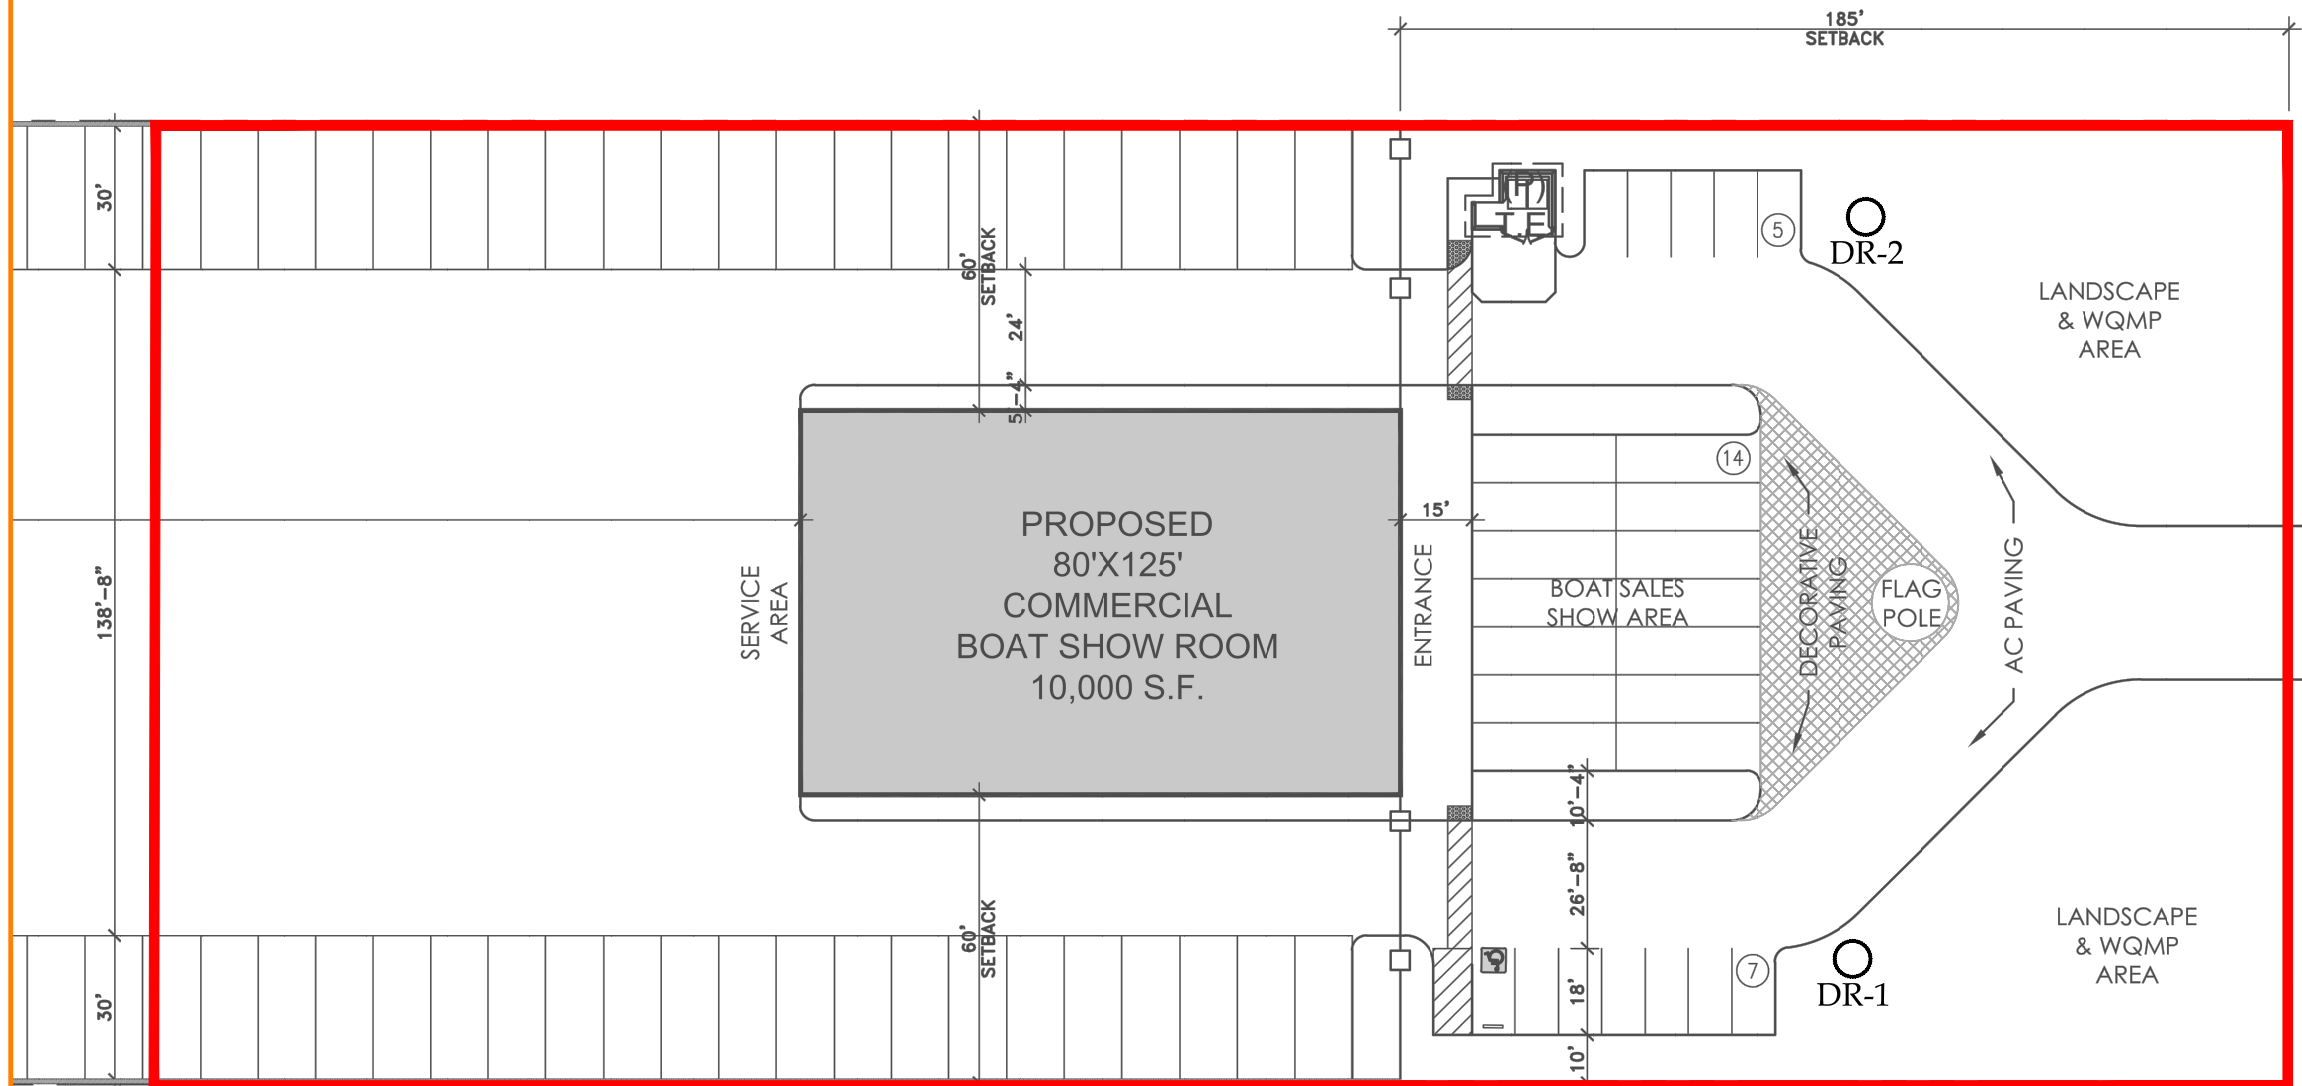 185'
SETBACK
30'
60'
SETBACK
(P)
T.E.
5
DR-2
LANDSCAPE
& WQMP
AREA
24'
5'-4"
14
138'-8"
SERVICE
AREA
PROPOSED
80'X125'
COMMERCIAL
BOAT SHOW ROOM
10,000 S.F.
15'
ENTRANCE
BOAT SALES
SHOW AREA
DECORATIVE
PAVING
FLAG
POLE
AC PAVING
10'-4"
26'-8"
60'
SETBACK
LANDSCAPE
& WQMP
AREA
7
DR-1
30'
18'
10'